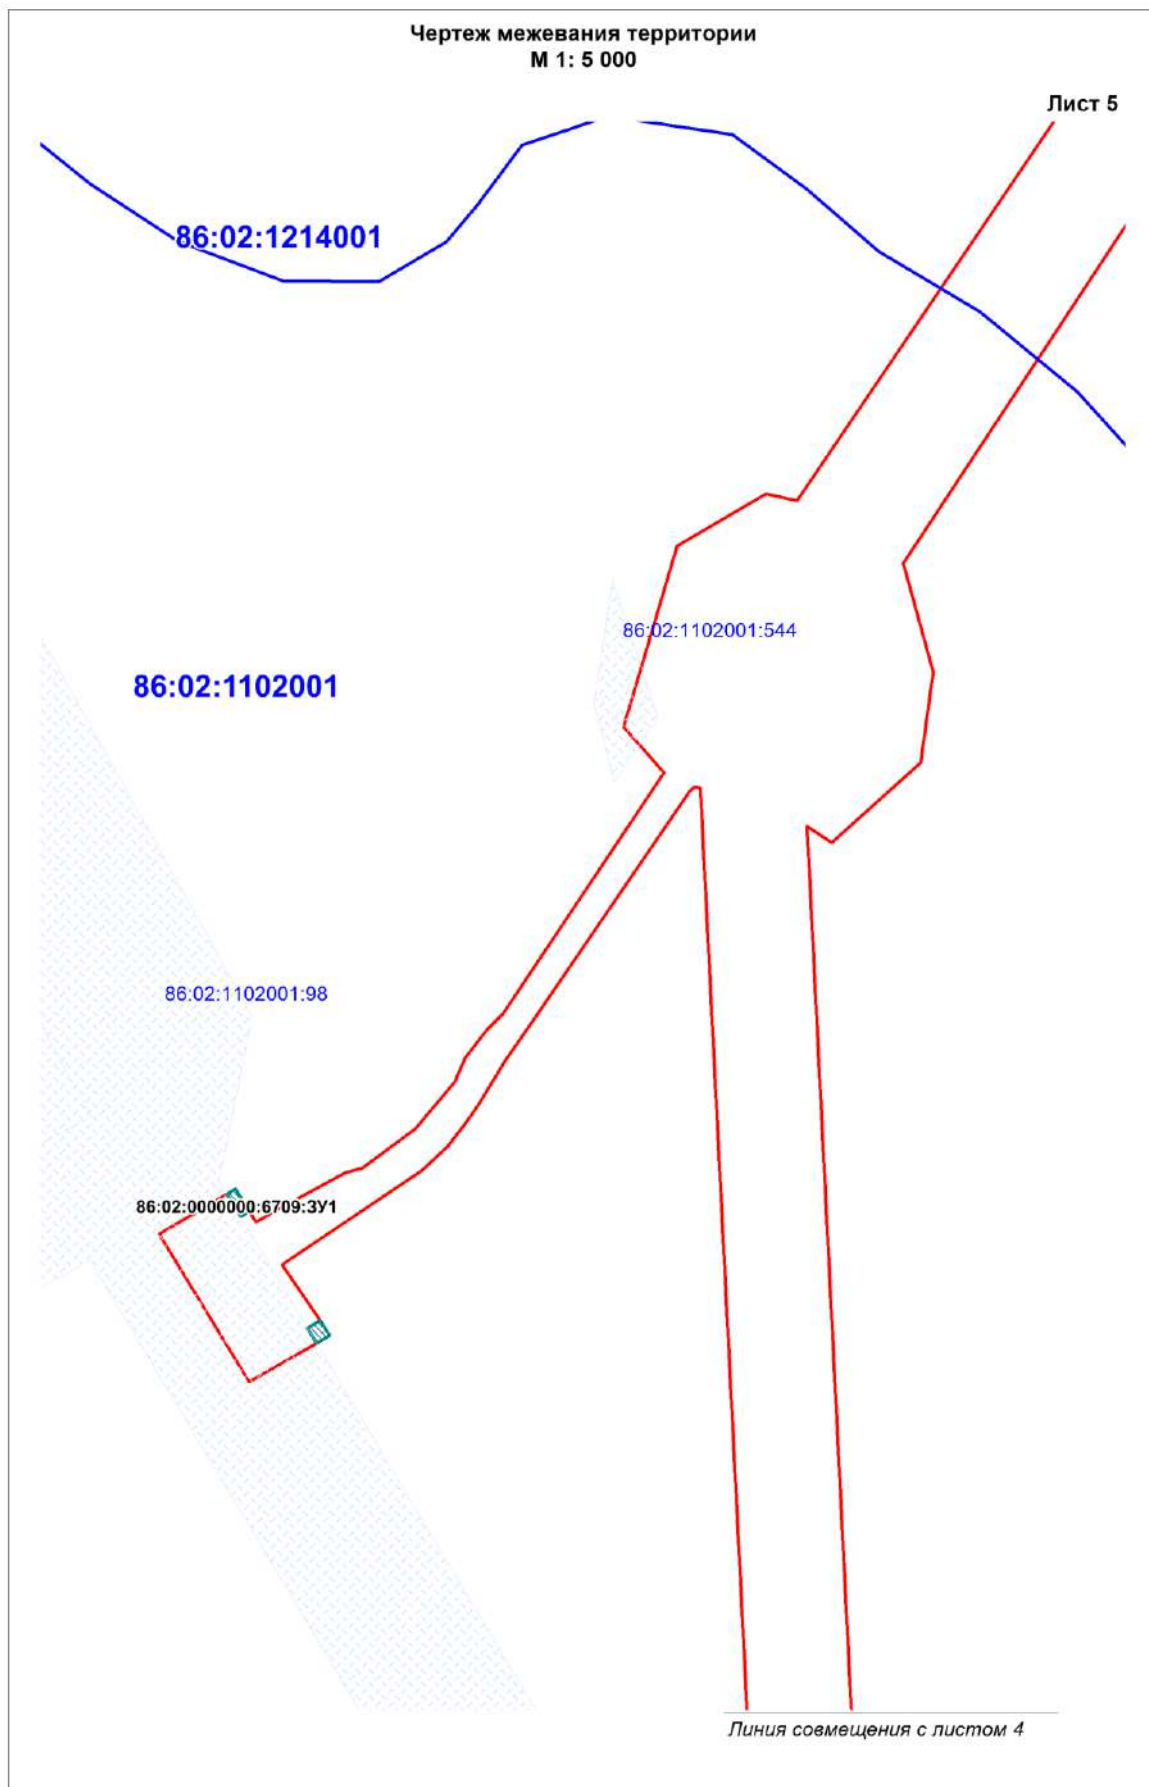 Чертеж межевания территории
М 1: 5 000
Лист 5
86:02:1214001
86:02:1102001:544
86:02:1102001
86:02:1102001:98
86:02:0000000:6709:ЗУ1
Линия совмещения с листом 4